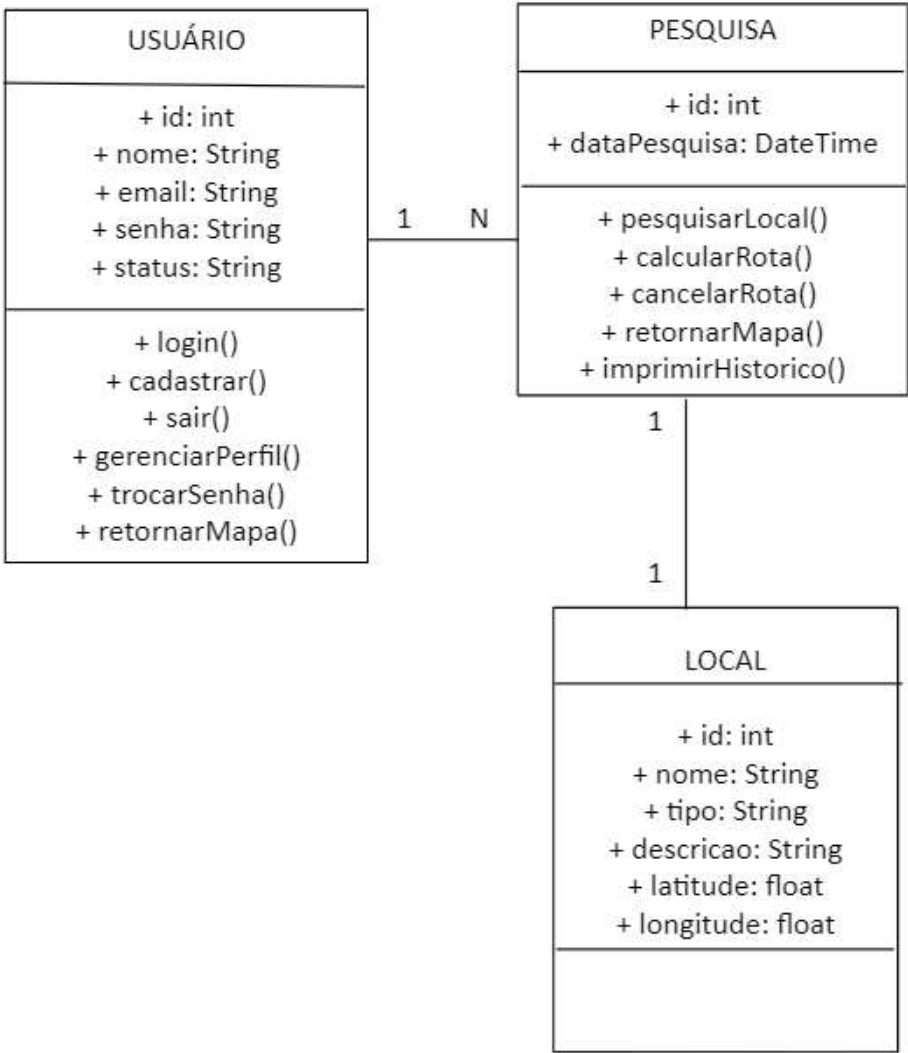 USUÁRIO
+ id: int
+ nome: String
+ email: String
+ senha: String
+ status: String
+ login()
+ cadastrar()
+ sair()
+ gerenciarPerfil()
+ trocarSenha()
+ retornarMapa()
1 N
PESQUISA
+ id: int
+ dataPesquisa: DateTime
+ pesquisarLocal()
+ calcularRota()
+ cancelarRota()
+ retornarMapa()
+ imprimirHistorico()
1
1
LOCAL
+ id: int
+ nome: String
+ tipo: String
+ descricao: String
+ latitude: float
+ longitude: float